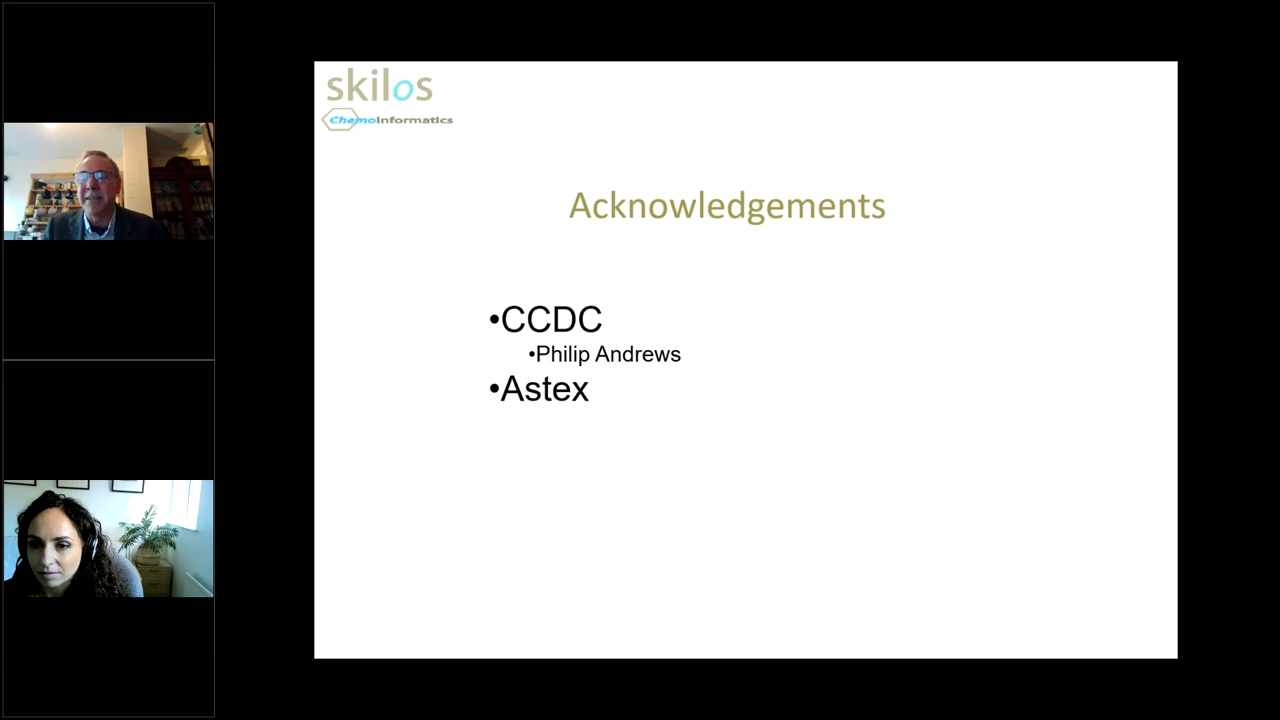 skilos
ChemoInformatics
Acknowledgements
•CCDC
•Philip Andrews
•Astex